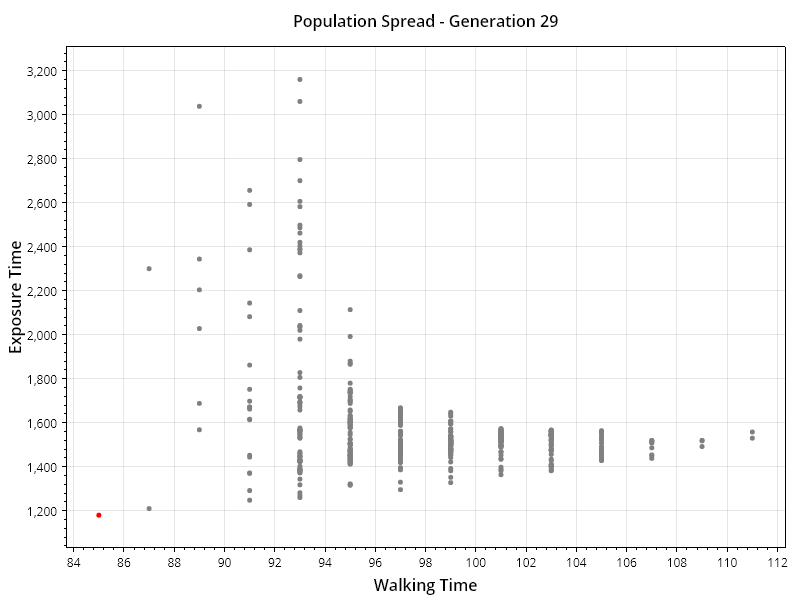 Population Spread - Generation 29
3,200
3,000
2,800
2,600
2,400
2,200
2,000
1,800
1,600
1,400
1,200
Exposure Time
84 86 88 90 92 94 96 98 100 102 104 106 108 110 112
Walking Time